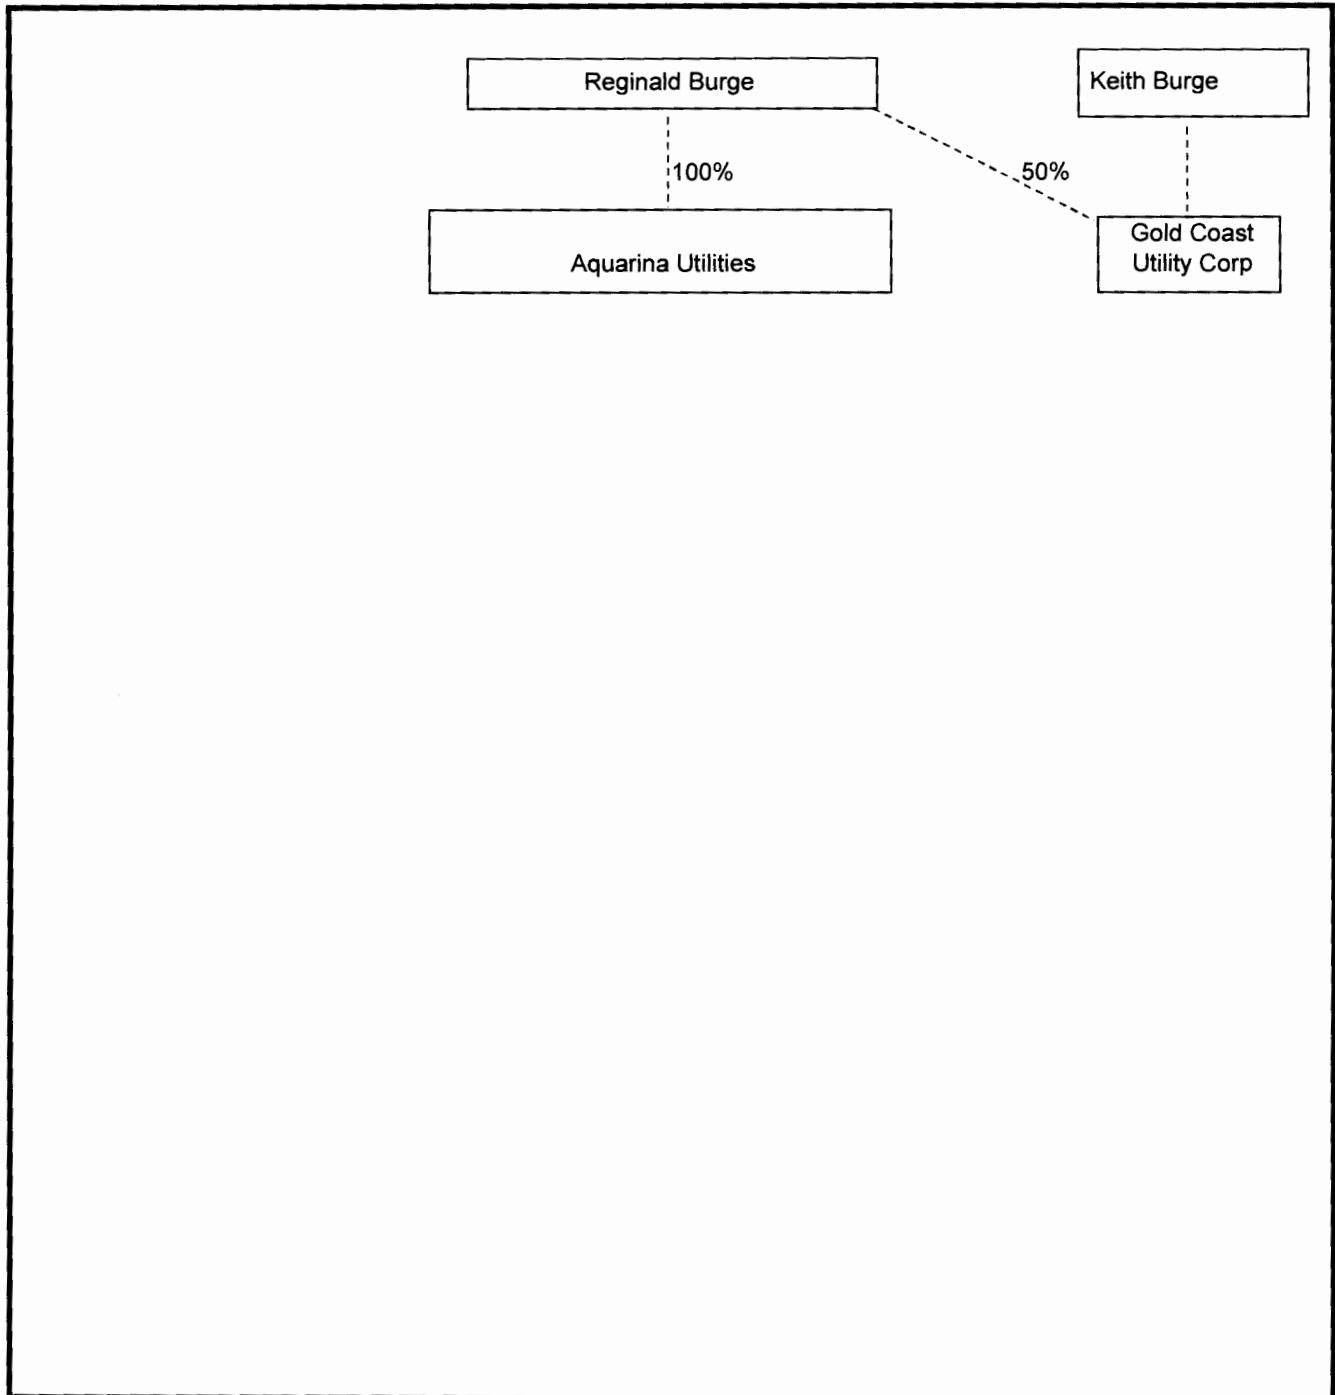 Reginald Burge
Keith Burge
100%
50%
Aquarina Utilities
Gold Coast
Utility Corp